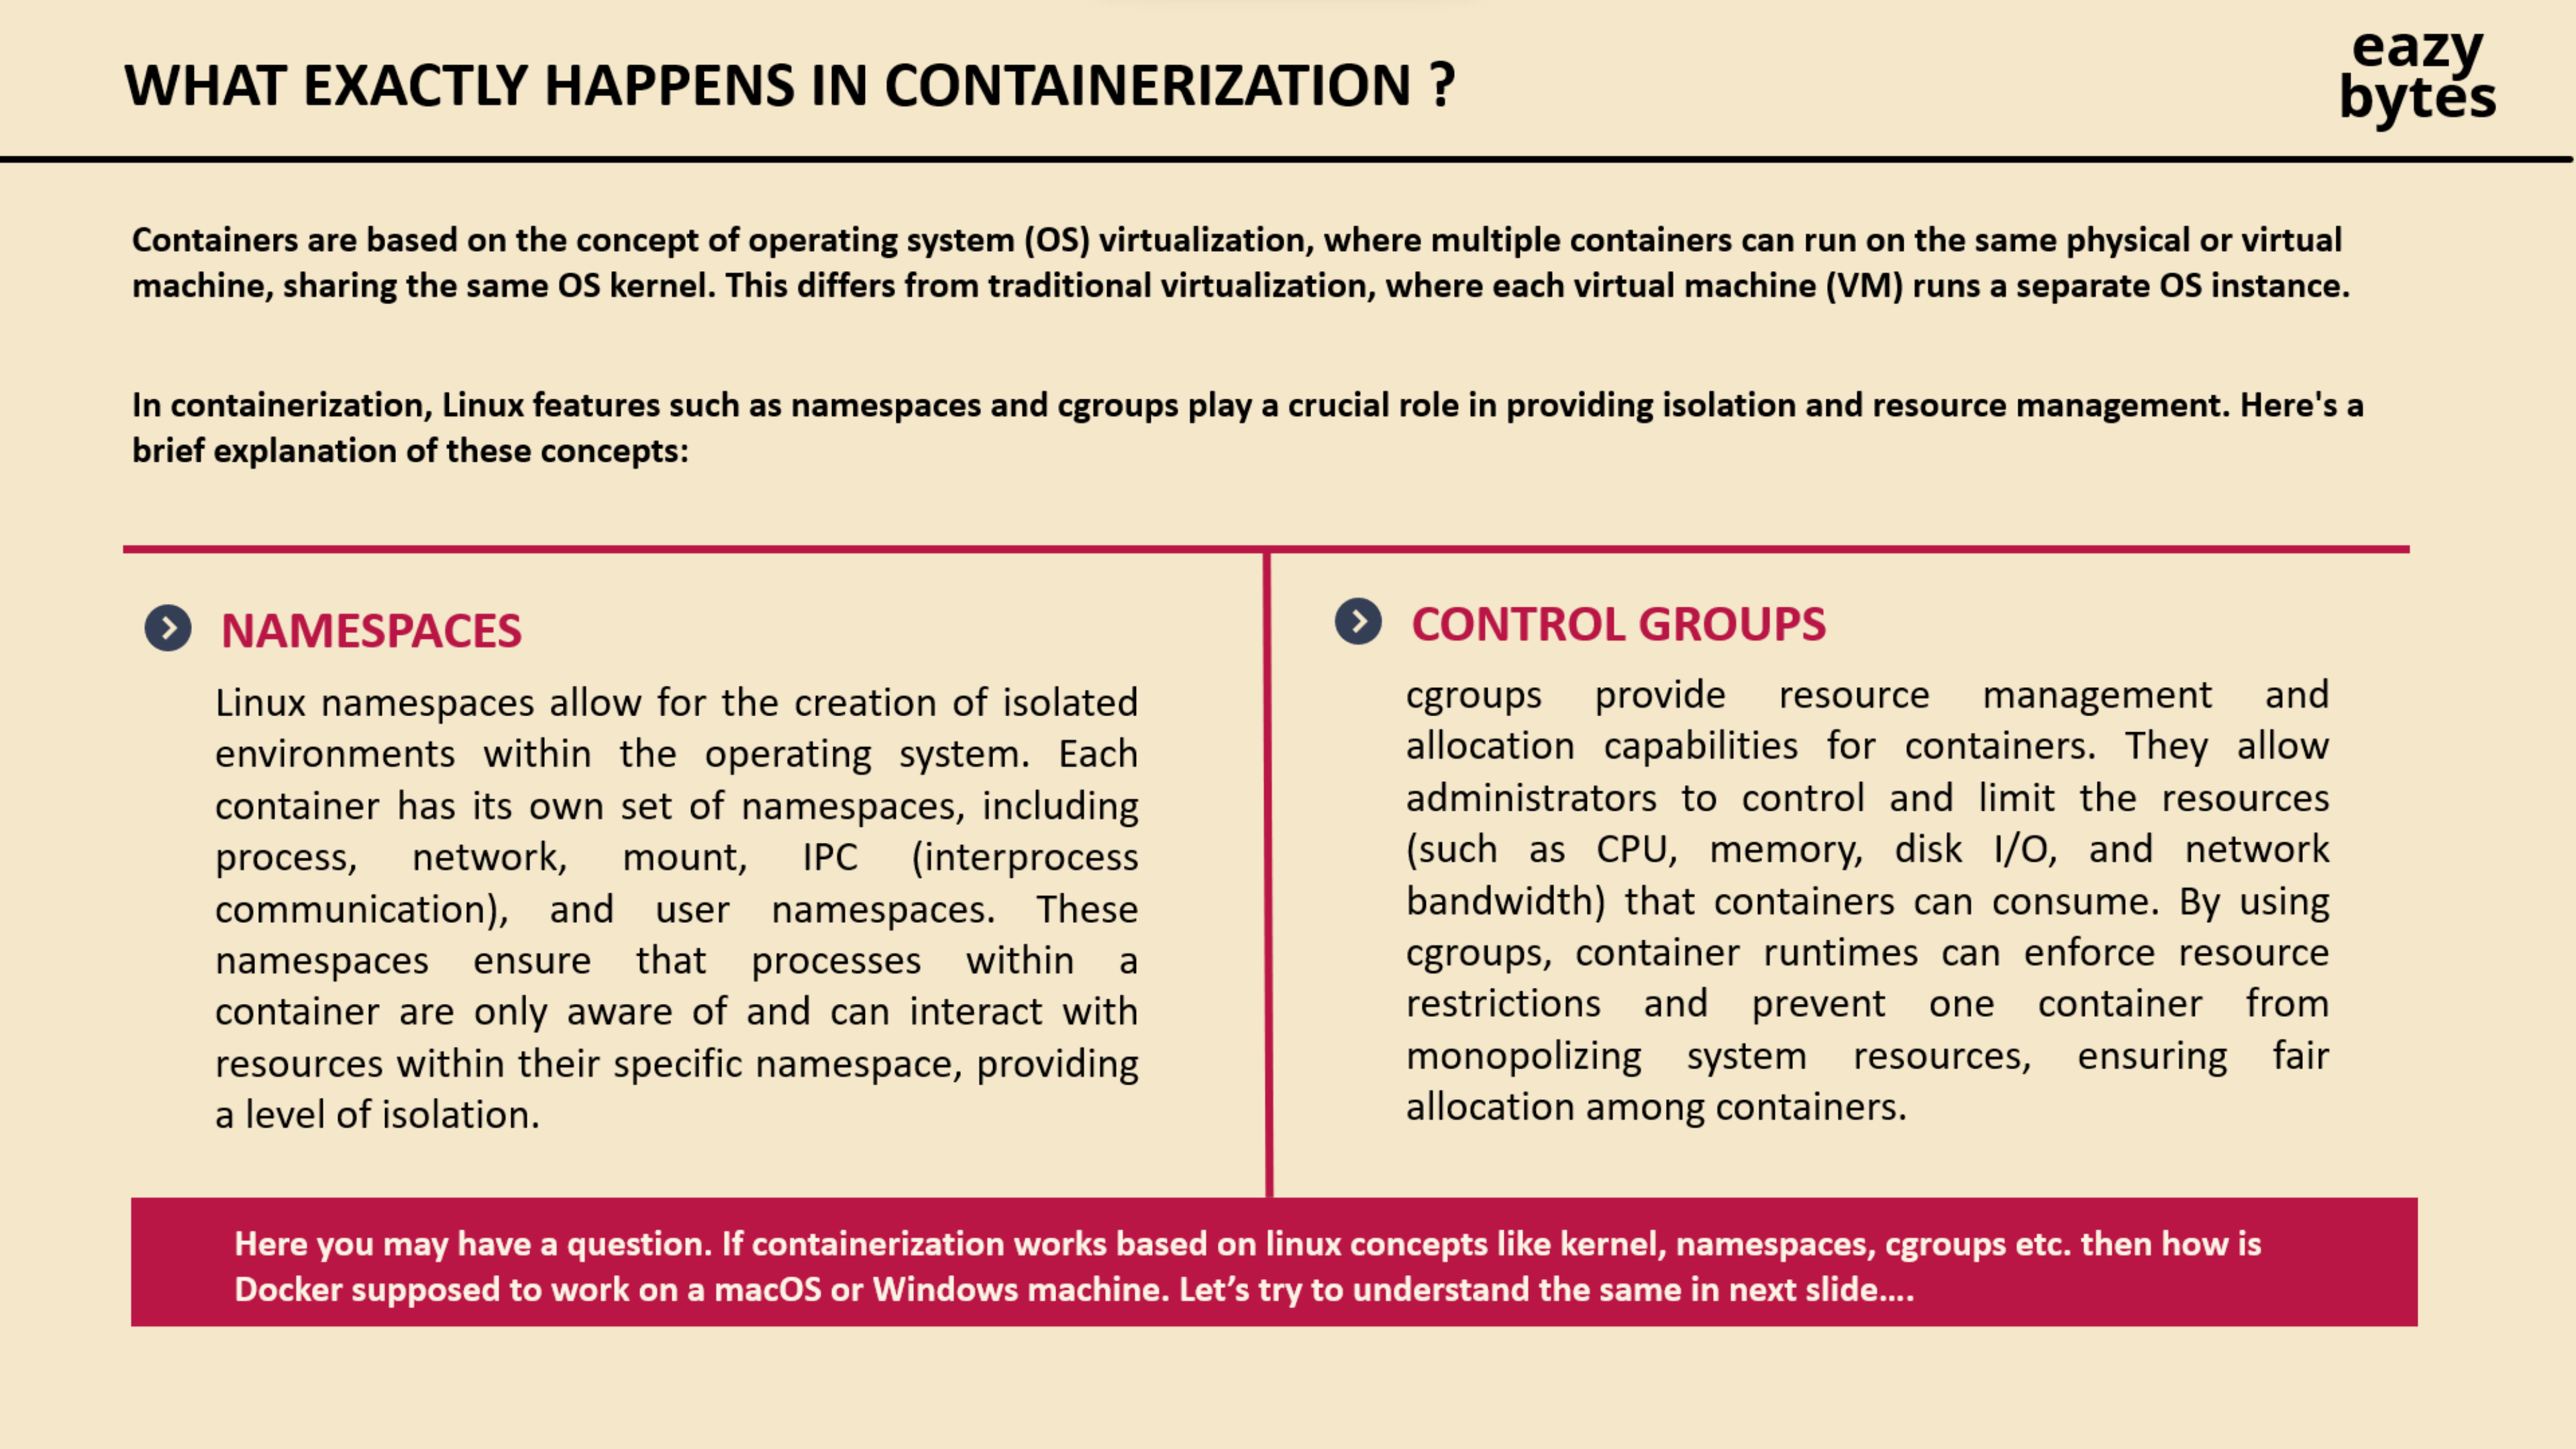 WHAT EXACTLY HAPPENS IN CONTAINERIZATION ?
eazy
bytes
Containers are based on the concept of operating system (OS) virtualization, where multiple containers can run on the same physical or virtual
machine, sharing the same OS kernel. This differs from traditional virtualization, where each virtual machine (VM) runs a separate OS instance.
In containerization, Linux features such as namespaces and cgroups play a crucial role in providing isolation and resource management. Here's a
brief explanation of these concepts:
NAMESPACES
Linux namespaces allow for the creation of isolated
environments within the operating system. Each
container has its own set of namespaces, including
process, network, mount, IPC (interprocess
communication), and user namespaces. These
namespaces ensure that processes within a
container are only aware of and can interact with
resources within their specific namespace, providing
a level of isolation.
CONTROL GROUPS
cgroups provide resource management and
allocation capabilities for containers. They allow
administrators to control and limit the resources
(such as CPU, memory, disk I/O, and network
bandwidth) that containers can consume. By using
cgroups, container runtimes can enforce resource
restrictions and prevent one container from
monopolizing system resources, ensuring fair
allocation among containers.
Here you may have a question. If containerization works based on linux concepts like kernel, namespaces, cgroups etc. then how is
Docker supposed to work on a macOS or Windows machine. Let’s try to understand the same in next slide….